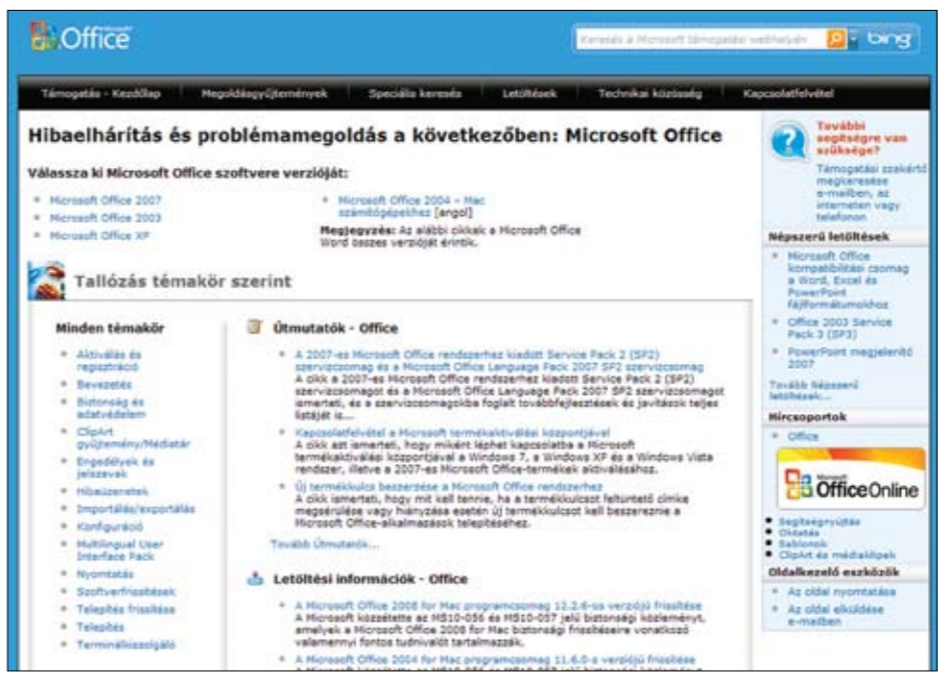 Microsoft
Office
Keresés a Microsoft támogatási webhelyén
bing
Támogatás - Kezdőlap
Megoldásgyűjtemények
Speciális keresés
Letöltések
Technikai közösség
Kapcsolatfelvétel
Hibaelhárítás és problémamegoldás a következőben: Microsoft Office
Válassza ki Microsoft Office szoftvere verzióját:
Microsoft Office 2007
Microsoft Office 2003
Microsoft Office XP
Microsoft Office 2004 – Mac
számítógépekhez [angol]
Megjegyzés: Az alábbi cikkek a Microsoft Office
Word összes verzióját érintik.
Tallózás témakör szerint
Minden témakör
Aktiválás és
regisztráció
Bevezetés
Biztonság és
adatvédelem
ClipArt
gyűjtemény/Médiatár
Engedélyek és
jelszavak
Hibaüzenetek
Importálás/exportálás
Konfiguráció
Multilingual User
Interface Pack
Nyomtatás
Szoftverfrissítések
Telepítés frissítése
Telepítés
Terminálkiszolgáló
Útmutatók - Office
A 2007-es Microsoft Office rendszerhez kiadott Service Pack 2 (SP2)
szervizcsomag és a Microsoft Office Language Pack 2007 SP2 szervizcsomag
A cikk a 2007-es Microsoft Office rendszerhez kiadott Service Pack 2 (SP2)
szervizcsomagot és a Microsoft Office Language Pack 2007 SP2 szervizcsomagot
ismerteti, és a szervizcsomagokba foglalt továbbfejlesztések és javítások teljes
listáját is...
Kapcsolatfelvétel a Microsoft termékaktiválási központjával
A cikk azt ismerteti, hogy miként léphet kapcsolatba a Microsoft
termékaktiválási központjával a Windows 7, a Windows XP és a Windows Vista
rendszer, illetve a 2007-es Microsoft Office-termékek aktiválásához.
Új termékkulcs beszerzése a Microsoft Office rendszerhez
A cikk ismerteti, hogy mit kell tennie, ha a termékkulcsot feltüntető címke
megsérülése vagy hiányzása esetén új termékkulcsot kell beszereznie a
Microsoft Office-alkalmazások telepítéséhez.
További Útmutatók...
Letöltési információk - Office
A Microsoft Office 2008 for Mac programcsomag 12.2.6-os verziójú frissítése
A Microsoft közzétette az MS10-056 és MS10-057 jelű biztonsági közleményt,
amelyek a Microsoft Office 2008 for Mac biztonsági frissítéseire vonatkozó
valamennyi fontos tudnivalót tartalmazzák.
A Microsoft Office 2004 for Mac programcsomag 11.6.0-s verziójú frissítése
A Microsoft közzétette az MS10-056 és MS10-057 jelű biztonsági közleményt,
További
segítségre van
szüksége?
Támogatási szakértő
megkeresése
e-mailben, az
interneten vagy
telefonon
Népszerű letöltések
Microsoft Office
kompatibilitási csomag
a Word, Excel és
PowerPoint
fájlformátumokhoz
Office 2003 Service
Pack 3 (SP3)
PowerPoint megjelenítő
2007
További Népszerű
letöltések...
Hírcsoportok
Office
Microsoft
Office Online
Segítségnyújtás
Oktatás
Sablonok
ClipArt és médiaklipek
Oldalkezelő eszközök
Az oldal nyomtatása
Az oldal elküldése
e-mailben